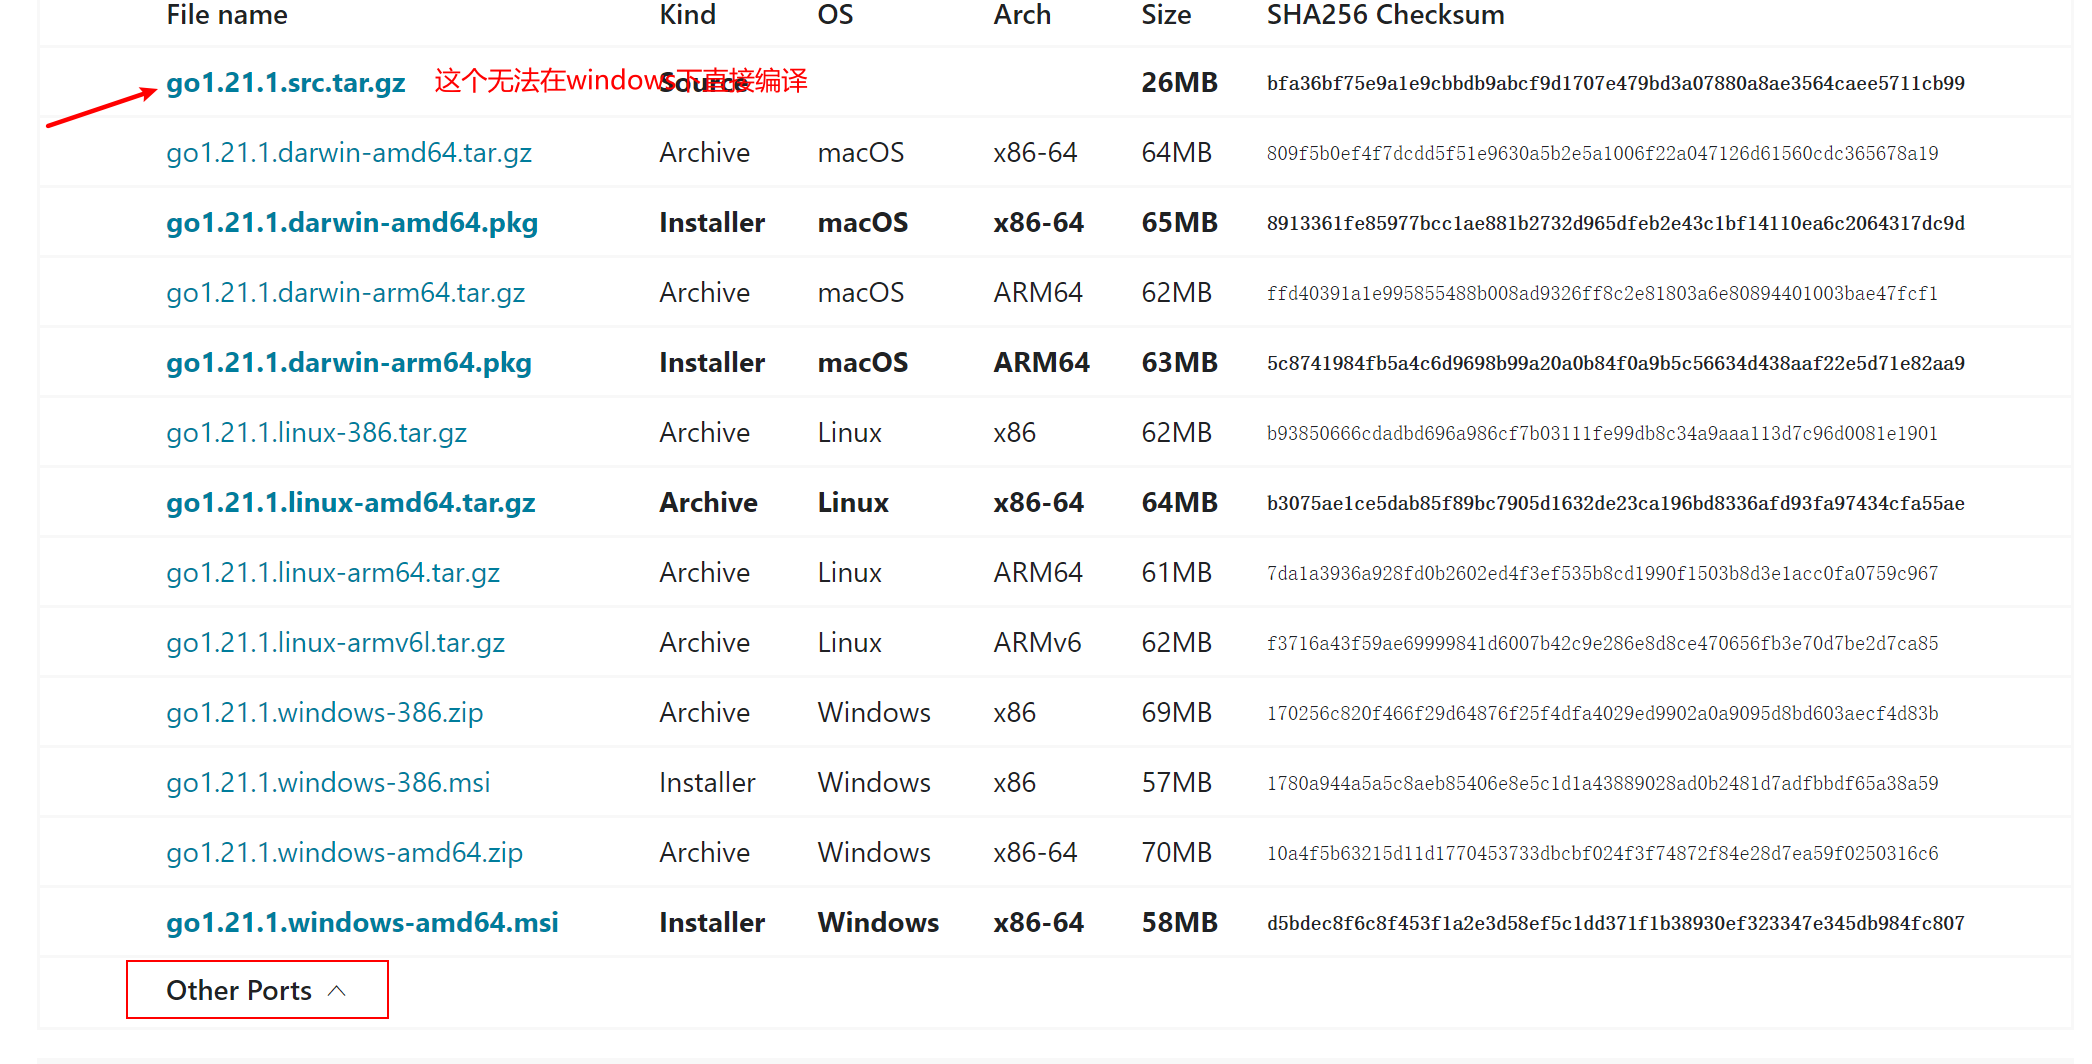 File name Kind OS Arch Size SHA256 Checksum
go1.21.1.src.tar.gz 这个无法在windows下直接编译 Source 26MB bfa36bf75e9a1e9cbbdb9abcf9d1707e479bd3a07880a8ae3564caee5711cb99
go1.21.1.darwin-amd64.tar.gz Archive macOS x86-64 64MB 809f5b0ef4f7dcdd5f51e9630a5b2e5a1006f22a047126d61560cdc365678a19
go1.21.1.darwin-amd64.pkg Installer macOS x86-64 65MB 8913361fe85977bcc1ae881b2732d965dfeb2e43c1bf14110ea6c2064317dc9d
go1.21.1.darwin-arm64.tar.gz Archive macOS ARM64 62MB ffd40391a1e995855488b008ad9326ff8c2e81803a6e80894401003bae47fcf1
go1.21.1.darwin-arm64.pkg Installer macOS ARM64 63MB 5c8741984fb5a4c6d9698b99a20a0b84f0a9b5c56634d438aaf22e5d71e82aa9
go1.21.1.linux-386.tar.gz Archive Linux x86 62MB b93850666cdadbd696a986cf7b03111fe99db8c34a9aaa113d7c96d0081e1901
go1.21.1.linux-amd64.tar.gz Archive Linux x86-64 64MB b3075ae1ce5dab85f89bc7905d1632de23ca196bd8336afd93fa97434cfa55ae
go1.21.1.linux-arm64.tar.gz Archive Linux ARM64 61MB 7da1a3936a928fd0b2602ed4f3ef535b8cd1990f1503b8d3e1acc0fa0759c967
go1.21.1.linux-armv6l.tar.gz Archive Linux ARMv6 62MB f3716a43f59ae69999841d6007b42c9e286e8d8ce470656fb3e70d7be2d7ca85
go1.21.1.windows-386.zip Archive Windows x86 69MB 170256c820f466f29d64876f25f4dfa4029ed9902a0a9095d8bd603aecf4d83b
go1.21.1.windows-386.msi Installer Windows x86 57MB 1780a944a5a5c8aeb85406e8e5c1d1a43889028ad0b2481d7adfbbdf65a38a59
go1.21.1.windows-amd64.zip Archive Windows x86-64 70MB 10a4f5b63215d11d1770453733dbcbf024f3f74872f84e28d7ea59f0250316c6
go1.21.1.windows-amd64.msi Installer Windows x86-64 58MB d5bdec8f6c8f453f1a2e3d58ef5c1dd371f1b38930ef323347e345db984fc807
Other Ports